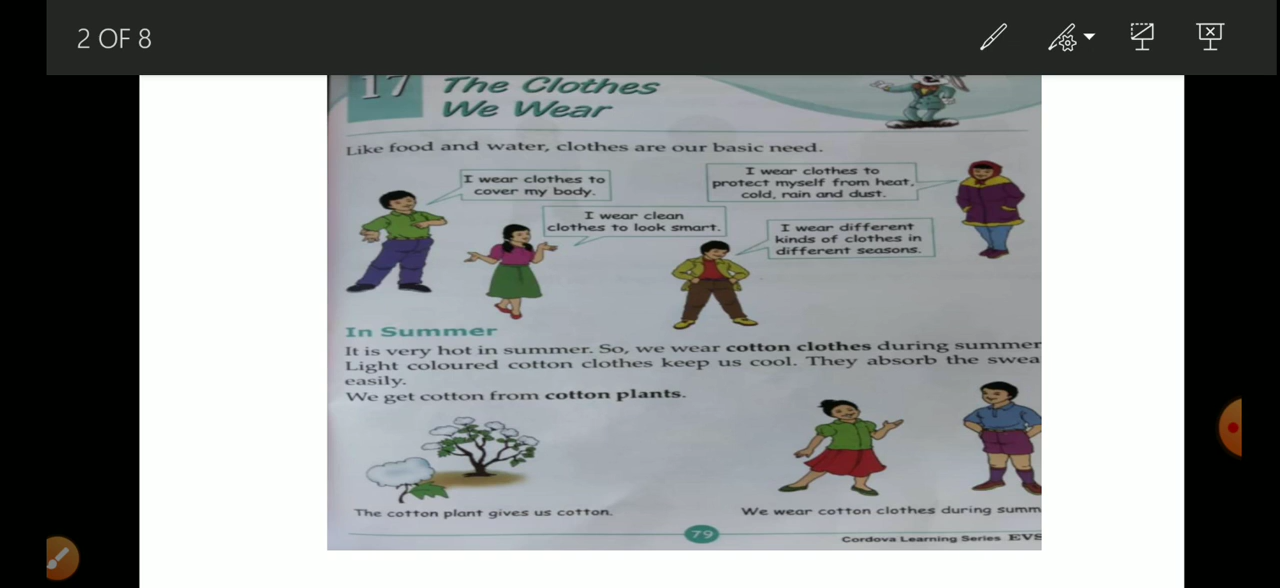 2 OF 8
17 The Clothes
We Wear
Like food and water, clothes are our basic need.
I wear clothes to
cover my body.
I wear clothes to
protect myself from heat,
cold, rain and dust.
I wear clean
clothes to look smart.
I wear different
kinds of clothes in
different seasons.
In Summer
It is very hot in summer. So, we wear cotton clothes during summer
Light coloured cotton clothes keep us cool. They absorb the swea
easily.
We get cotton from cotton plants.
The cotton plant gives us cotton.
We wear cotton clothes during summ
79
Cordova Learning Series EVS